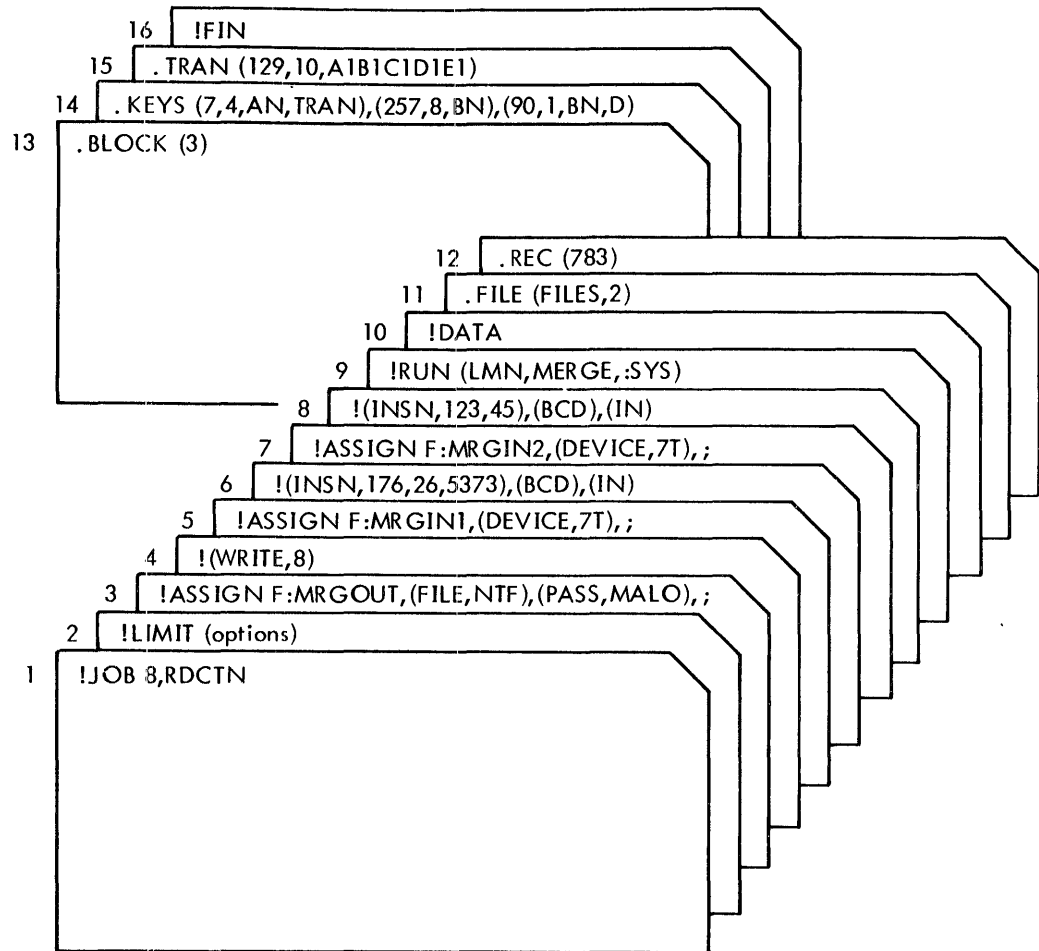 16 !FIN
15 .TRAN (129,10,A1B1C1D1E1)
14 .KEYS (7,4,AN,TRAN),(257,8,BN),(90,1,BN,D)
13 .BLOCK (3)
12 .REC (783)
11 .FILE (FILES,2)
10 !DATA
9 !RUN (LMN,MERGE,:SYS)
8 !(INSN,123,45),(BCD),(IN)
7 !ASSIGN F:MRGIN2,(DEVICE,7T),;
6 !(INSN,176,26,5373),(BCD),(IN)
5 !ASSIGN F:MRGIN1,(DEVICE,7T),;
4 !(WRITE,8)
3 !ASSIGN F:MRGOUT,(FILE,NTF),(PASS,MALO),;
2 !LIMIT (options)
1 !JOB 8,RDCTN